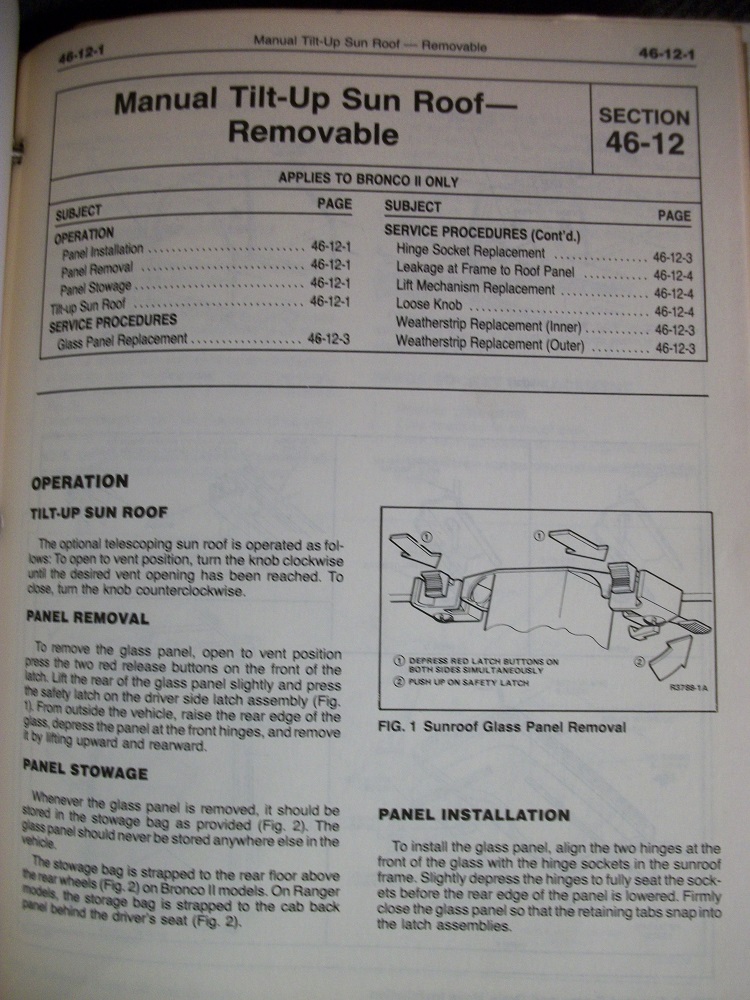 46-12-1
Manual Tilt-Up Sun Roof — Removable
46-12-1
Manual Tilt-Up Sun Roof—
Removable
SECTION
46-12
APPLIES TO BRONCO II ONLY
SUBJECT PAGE
OPERATION
Panel Installation ........................ 46-12-1
Panel Removal ........................ 46-12-1
Panel Stowage ........................ 46-12-1
Tilt-up Sun Roof ........................ 46-12-1
SERVICE PROCEDURES
Glass Panel Replacement ................ 46-12-3
SUBJECT PAGE
SERVICE PROCEDURES (Cont'd.)
Hinge Socket Replacement .............. 46-12-3
Leakage at Frame to Roof Panel .......... 46-12-4
Lift Mechanism Replacement ............. 46-12-4
Loose Knob .......................... 46-12-4
Weatherstrip Replacement (Inner) ......... 46-12-3
Weatherstrip Replacement (Outer) ......... 46-12-3
OPERATION
TILT-UP SUN ROOF
The optional telescoping sun roof is operated as fol-
lows: To open to vent position, turn the knob clockwise
until the desired vent opening has been reached. To
close, turn the knob counterclockwise.
PANEL REMOVAL
To remove the glass panel, open to vent position
press the two red release buttons on the front of the
latch. Lift the rear of the glass panel slightly and press
the safety latch on the driver side latch assembly (Fig.
1). From outside the vehicle, raise the rear edge of the
glass, depress the panel at the front hinges, and remove
it by lifting upward and rearward.
PANEL STOWAGE
Whenever the glass panel is removed, it should be
stored in the stowage bag as provided (Fig. 2). The
glass panel should never be stored anywhere else in the
vehicle.
The stowage bag is strapped to the rear floor above
the rear wheels (Fig. 2) on Bronco II models. On Ranger
models, the storage bag is strapped to the cab back
panel behind the driver's seat (Fig. 2).
1
1
2
1 DEPRESS RED LATCH BUTTONS ON
BOTH SIDES SIMULTANEOUSLY
2 PUSH UP ON SAFETY LATCH
R3788-1A
FIG. 1 Sunroof Glass Panel Removal
PANEL INSTALLATION
To install the glass panel, align the two hinges at the
front of the glass with the hinge sockets in the sunroof
frame. Slightly depress the hinges to fully seat the sock-
ets before the rear edge of the panel is lowered. Firmly
close the glass panel so that the retaining tabs snap into
the latch assemblies.